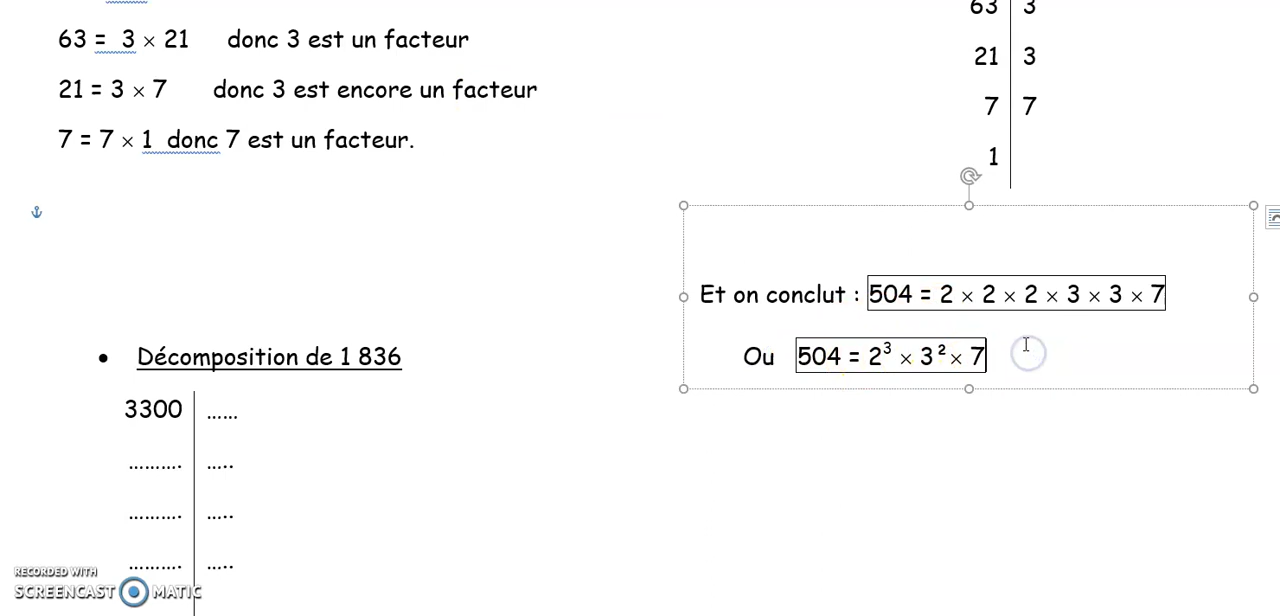 63 = 3 × 21 donc 3 est un facteur
21 = 3 × 7 donc 3 est encore un facteur
7 = 7 × 1 donc 7 est un facteur.
63 | 3
21 | 3
7 | 7
1 |
Et on conclut : 504 = 2 × 2 × 2 × 3 × 3 × 7
Ou 504 = 2³ × 3² × 7
• Décomposition de 1 836
3300 | ......
.......... | .....
.......... | .....
.......... | .....
RECORDED WITH
SCREENCAST MATIC